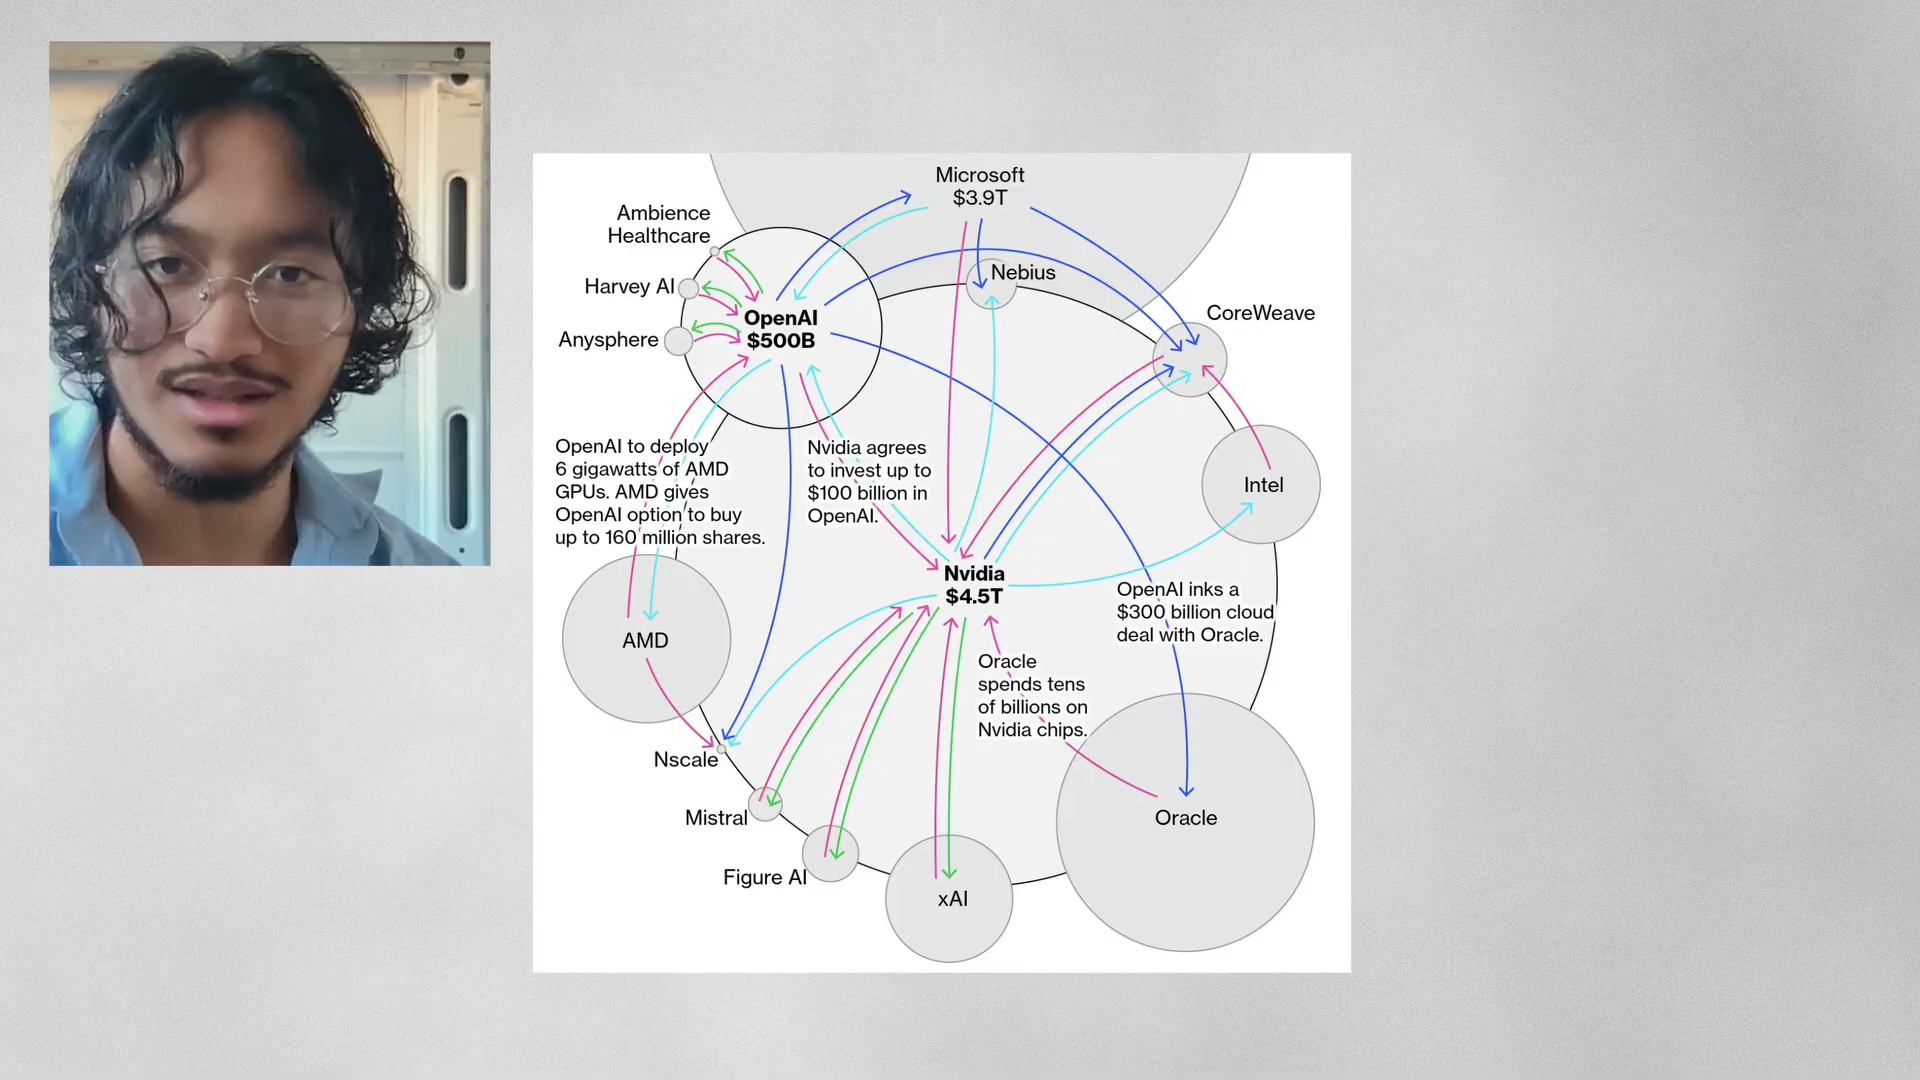 Microsoft
$3.9T
Ambience
Healthcare
Harvey AI
Anysphere
OpenAI
$500B
Nebius
CoreWeave
OpenAI to deploy
6 gigawatts of AMD
GPUs. AMD gives
OpenAI option to buy
up to 160 million shares.
Nvidia agrees
to invest up to
$100 billion in
OpenAI.
Intel
Nvidia
$4.5T
OpenAI inks a
$300 billion cloud
deal with Oracle.
AMD
Oracle
spends tens
of billions on
Nvidia chips.
Nscale
Mistral
Oracle
Figure AI
xAI